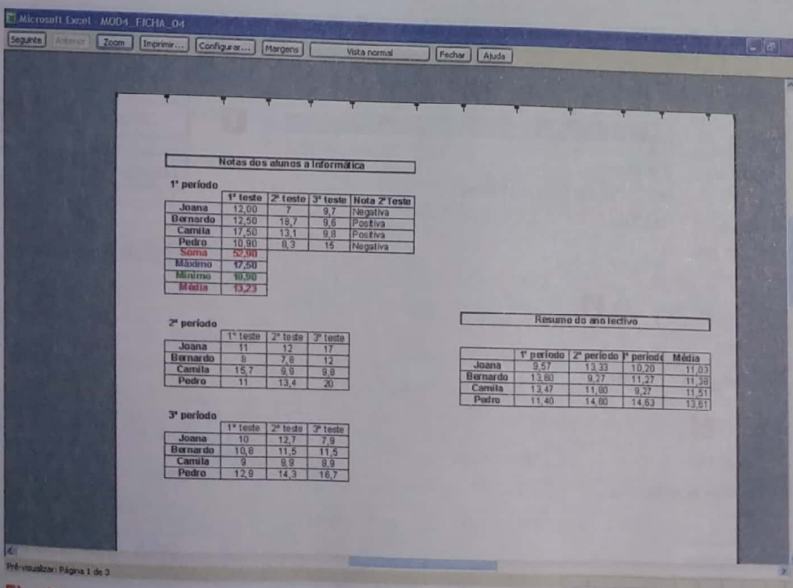 Microsoft Excel - MOD4_FICHA_04
Seguinte Anterior Zoom Imprimir... Configurar... Margens Vista normal Fechar Ajuda
Notas dos alunos a Informática
1º período
1º teste 2º teste 3º teste Nota 2º Teste
Joana 12,00 7 9,7 Negativa
Bernardo 12,50 18,7 9,6 Positiva
Camila 17,50 13,1 9,8 Positiva
Pedro 10,90 8,3 15 Negativa
Soma 52,90
Máximo 17,50
Mínimo 10,90
Média 13,23
2º período
1º teste 2º teste 3º teste
Joana 11 12 17
Bernardo 8 7,8 12
Camila 15,7 9,9 9,8
Pedro 11 13,4 20
Resumo do ano lectivo
1º período 2º período º período Média
Joana 9,57 13,33 10,20 11,03
Bernardo 13,60 9,27 11,27 11,38
Camila 13,47 11,80 9,27 11,51
Pedro 11,40 14,80 14,63 13,61
3º período
1º teste 2º teste 3º teste
Joana 10 12,7 7,9
Bernardo 10,8 11,5 11,5
Camila 9 9,9 8,9
Pedro 12,9 14,3 16,7
Pré-visualizar: Página 1 de 3